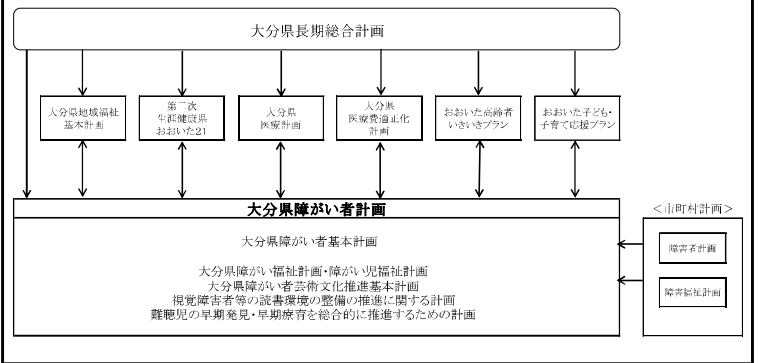 大分県長期総合計画
大分県地域福祉
基本計画
第二次
生涯健康県
おおいた21
大分県
医療計画
大分県
医療費適正化
計画
おおいた高齢者
いきいきプラン
おおいた子ども・
子育て応援プラン
大分県障がい者計画
＜市町村計画＞
大分県障がい者基本計画
障害者計画
大分県障がい福祉計画・障がい児福祉計画
大分県障がい者芸術文化推進基本計画
障害福祉計画
視覚障害者等の読書環境の整備の推進に関する計画
難聴児の早期発見・早期療育を総合的に推進するための計画